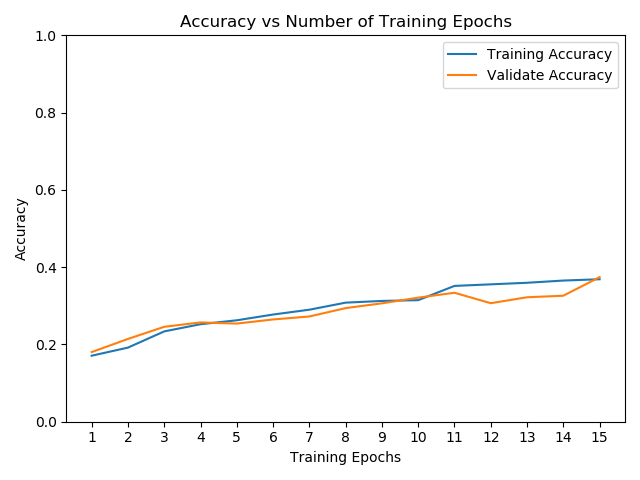 Accuracy vs Number of Training Epochs
1.0
Training Accuracy
Validate Accuracy
0.8
0.6
Accuracy
0.4
0.2
0.0
1 2 3 4 5 6 7 8 9 10 11 12 13 14 15
Training Epochs